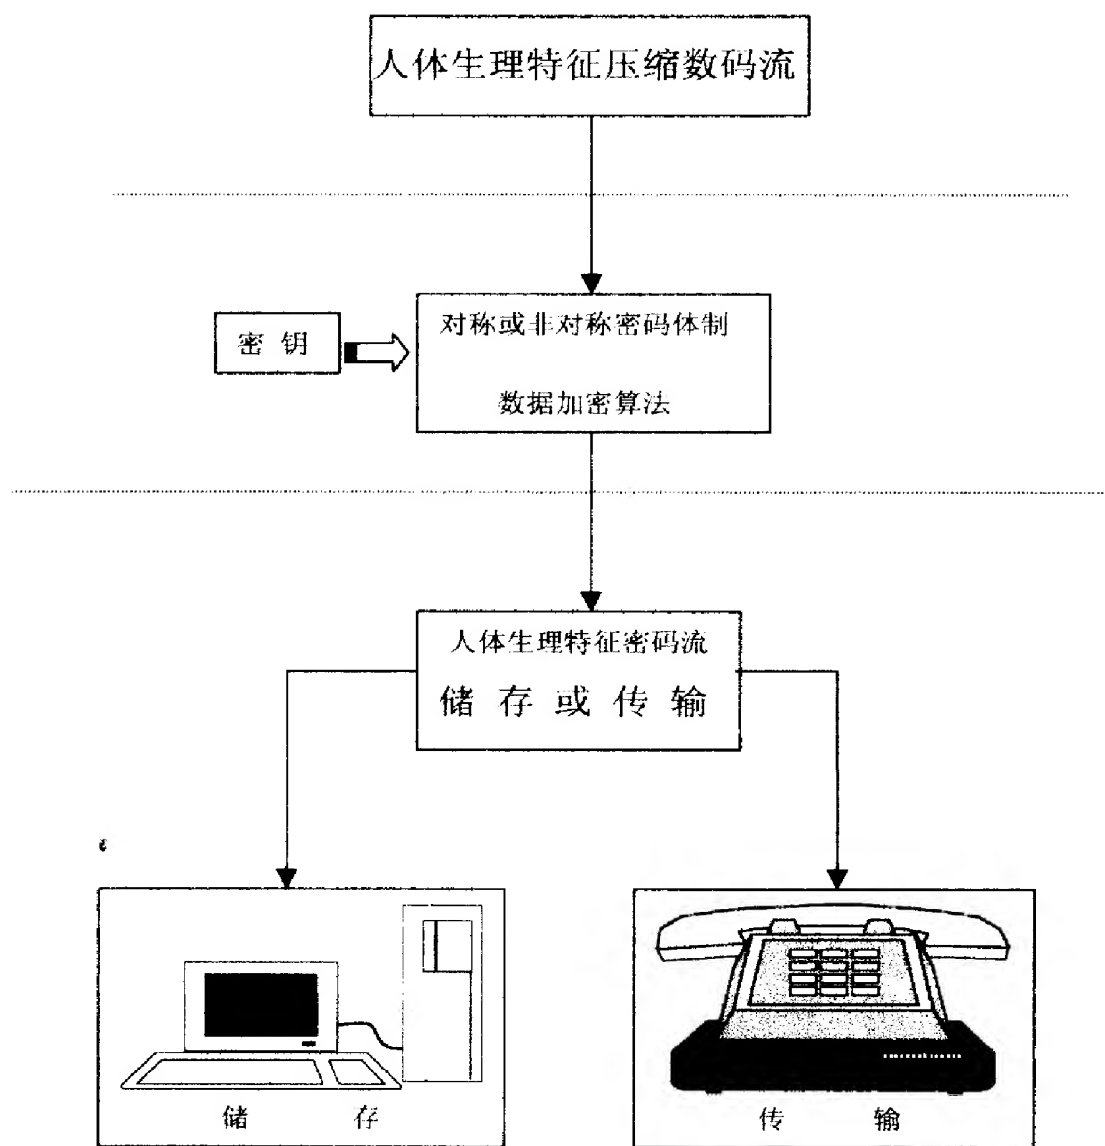 人体生理特征压缩数码流
对称或非对称密码体制
密 钥
数据加密算法
人体生理特征密码流
储 存 或 传 输
储 存
传 输